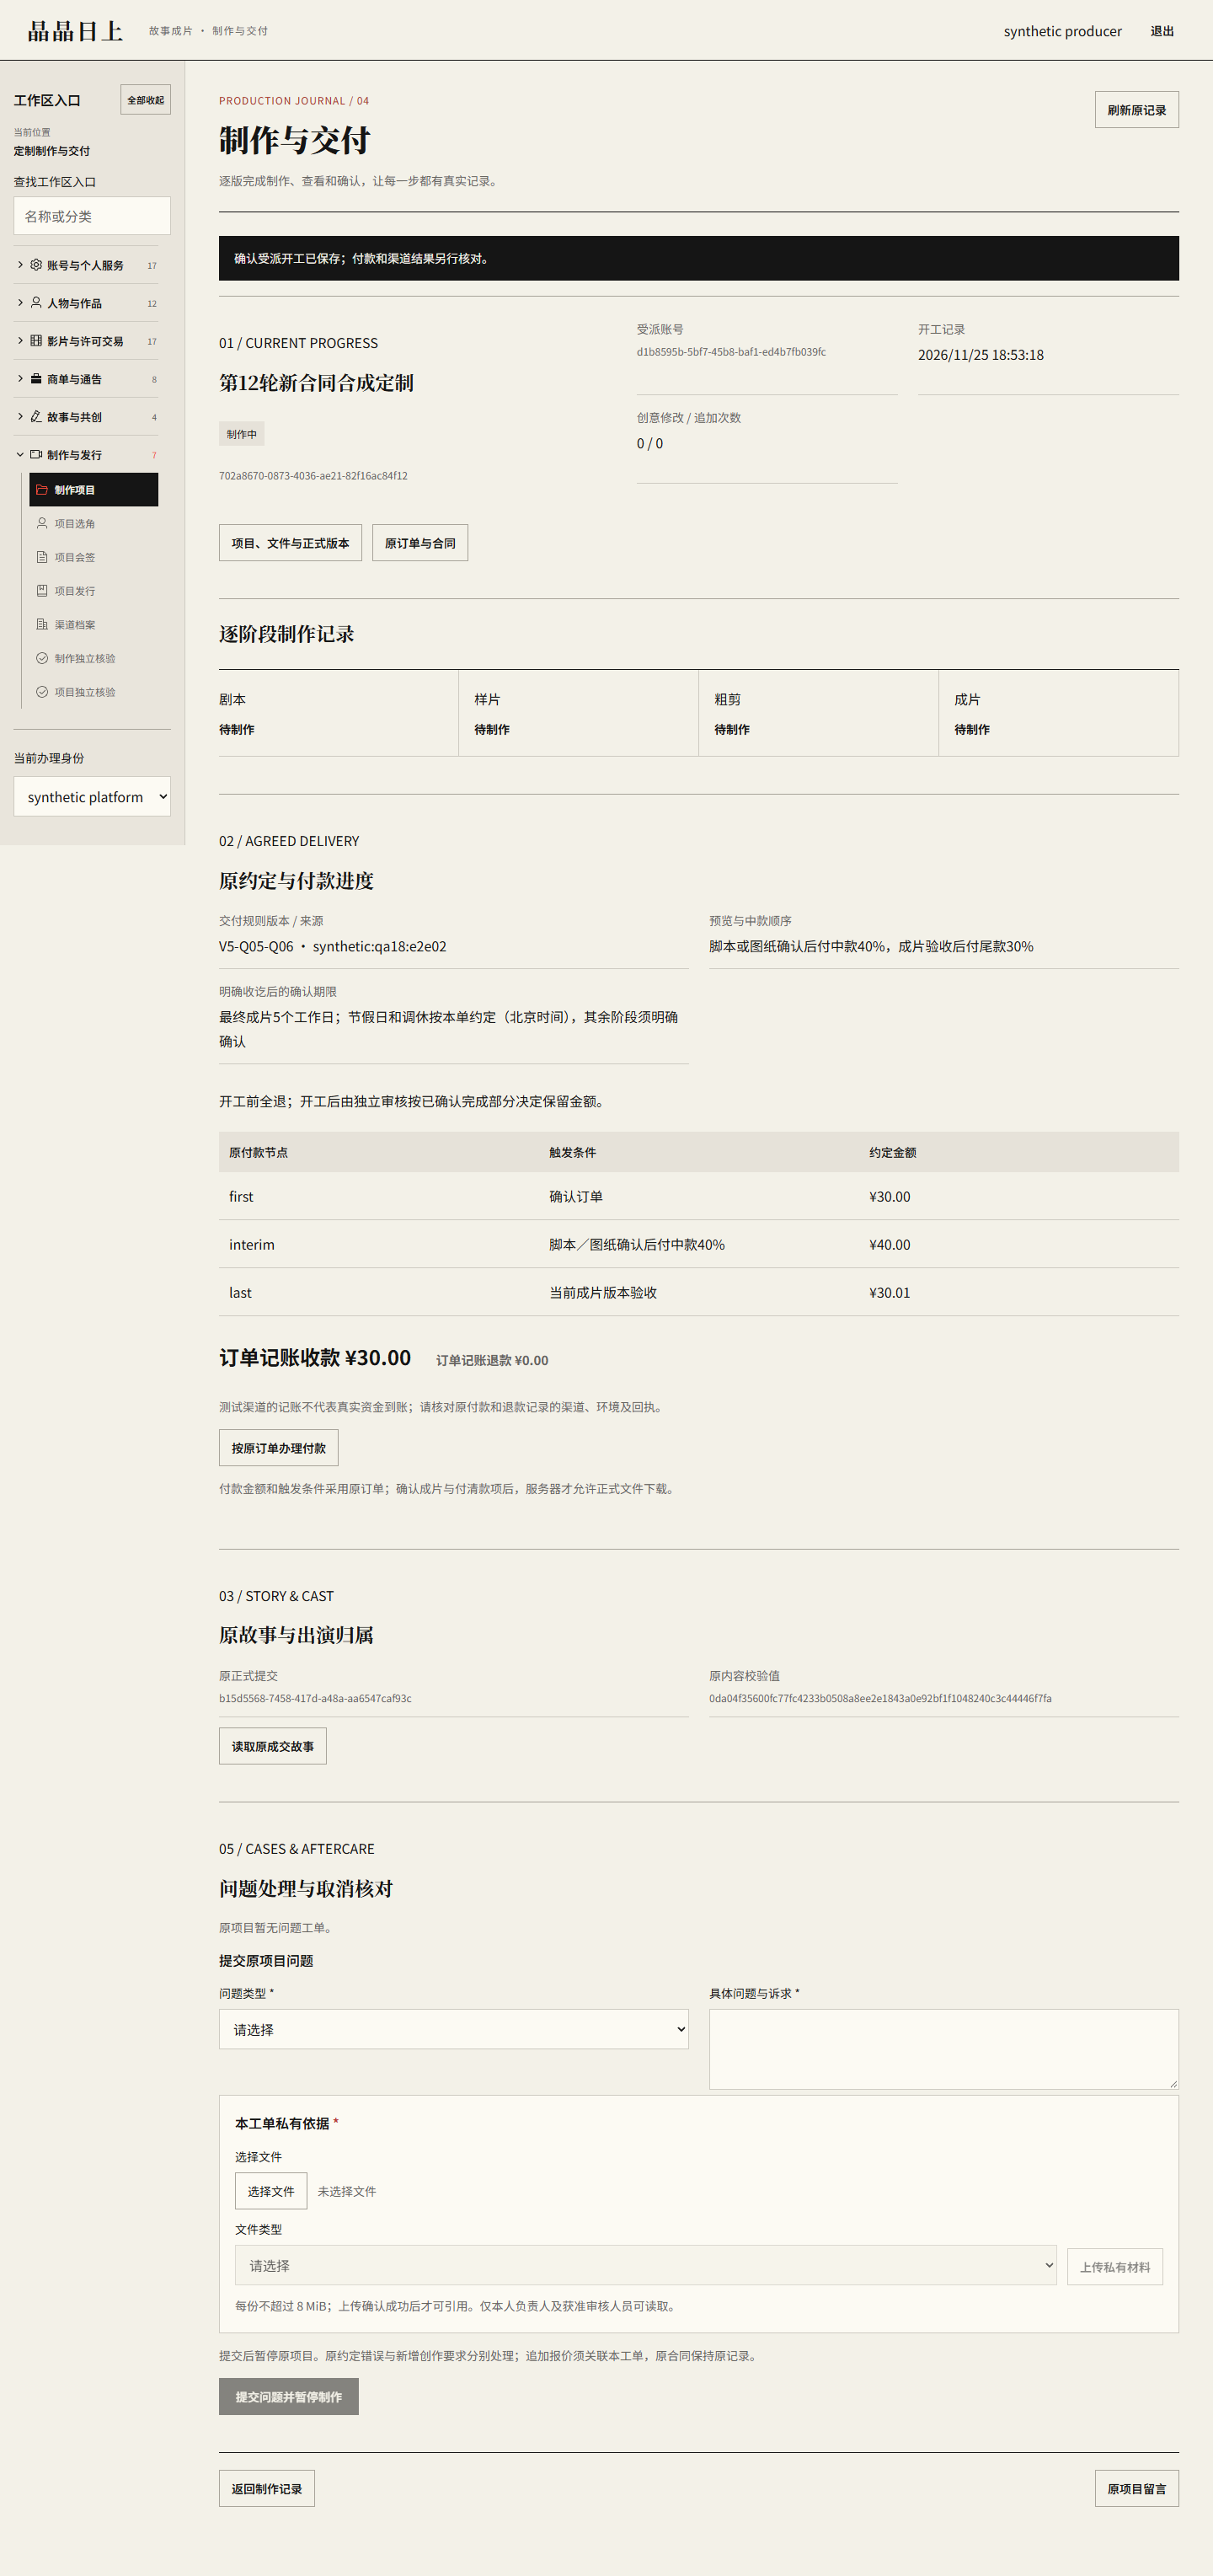 晶晶日上
故事成片 · 制作与交付
synthetic producer
退出
工作区入口
全部收起
当前位置
定制制作与交付
查找工作区入口
名称或分类
账号与个人服务 17
人物与作品 12
影片与许可交易 17
商单与通告 8
故事与共创 4
制作与发行 7
制作项目
项目选角
项目会签
项目发行
渠道档案
制作独立核验
项目独立核验
当前办理身份
synthetic platform
PRODUCTION JOURNAL / 04
制作与交付
逐版完成制作、查看和确认，让每一步都有真实记录。
刷新原记录
确认受派开工已保存；付款和渠道结果另行核对。
01 / CURRENT PROGRESS
第12轮新合同合成定制
制作中
702a8670-0873-4036-ae21-82f16ac84f12
受派账号
d1b8595b-5bf7-45b8-baf1-ed4b7fb039fc
开工记录
2026/11/25 18:53:18
创意修改 / 追加次数
0 / 0
项目、文件与正式版本
原订单与合同
逐阶段制作记录
剧本
待制作
样片
待制作
粗剪
待制作
成片
待制作
02 / AGREED DELIVERY
原约定与付款进度
交付规则版本 / 来源
V5-Q05-Q06 · synthetic:qa18:e2e02
预览与中款顺序
脚本或图纸确认后付中款40%，成片验收后付尾款30%
明确收讫后的确认期限
最终成片5个工作日；节假日和调休按本单约定（北京时间），其余阶段须明确
确认
开工前全退；开工后由独立审核按已确认完成部分决定保留金额。
原付款节点 触发条件 约定金额
first 确认订单 ¥30.00
interim 脚本／图纸确认后付中款40% ¥40.00
last 当前成片版本验收 ¥30.01
订单记账收款 ¥30.00 订单记账退款 ¥0.00
测试渠道的记账不代表真实资金到账；请核对原付款和退款记录的渠道、环境及回执。
按原订单办理付款
付款金额和触发条件采用原订单；确认成片与付清款项后，服务器才允许正式文件下载。
03 / STORY & CAST
原故事与出演归属
原正式提交
b15d5568-7458-417d-a48a-aa6547caf93c
原内容校验值
0da04f35600fc77fc4233b0508a8ee2e1843a0e92bf1f1048240c3c44446f7fa
读取原成交故事
05 / CASES & AFTERCARE
问题处理与取消核对
原项目暂无问题工单。
提交原项目问题
问题类型 *
请选择
具体问题与诉求 *
本工单私有依据 *
选择文件
选择文件 未选择文件
文件类型
请选择
上传私有材料
每份不超过 8 MiB；上传确认成功后才可引用。仅本人负责人及获准审核人员可读取。
提交后暂停原项目。原约定错误与新增创作要求分别处理；追加报价须关联本工单，原合同保持原记录。
提交问题并暂停制作
返回制作记录
原项目留言